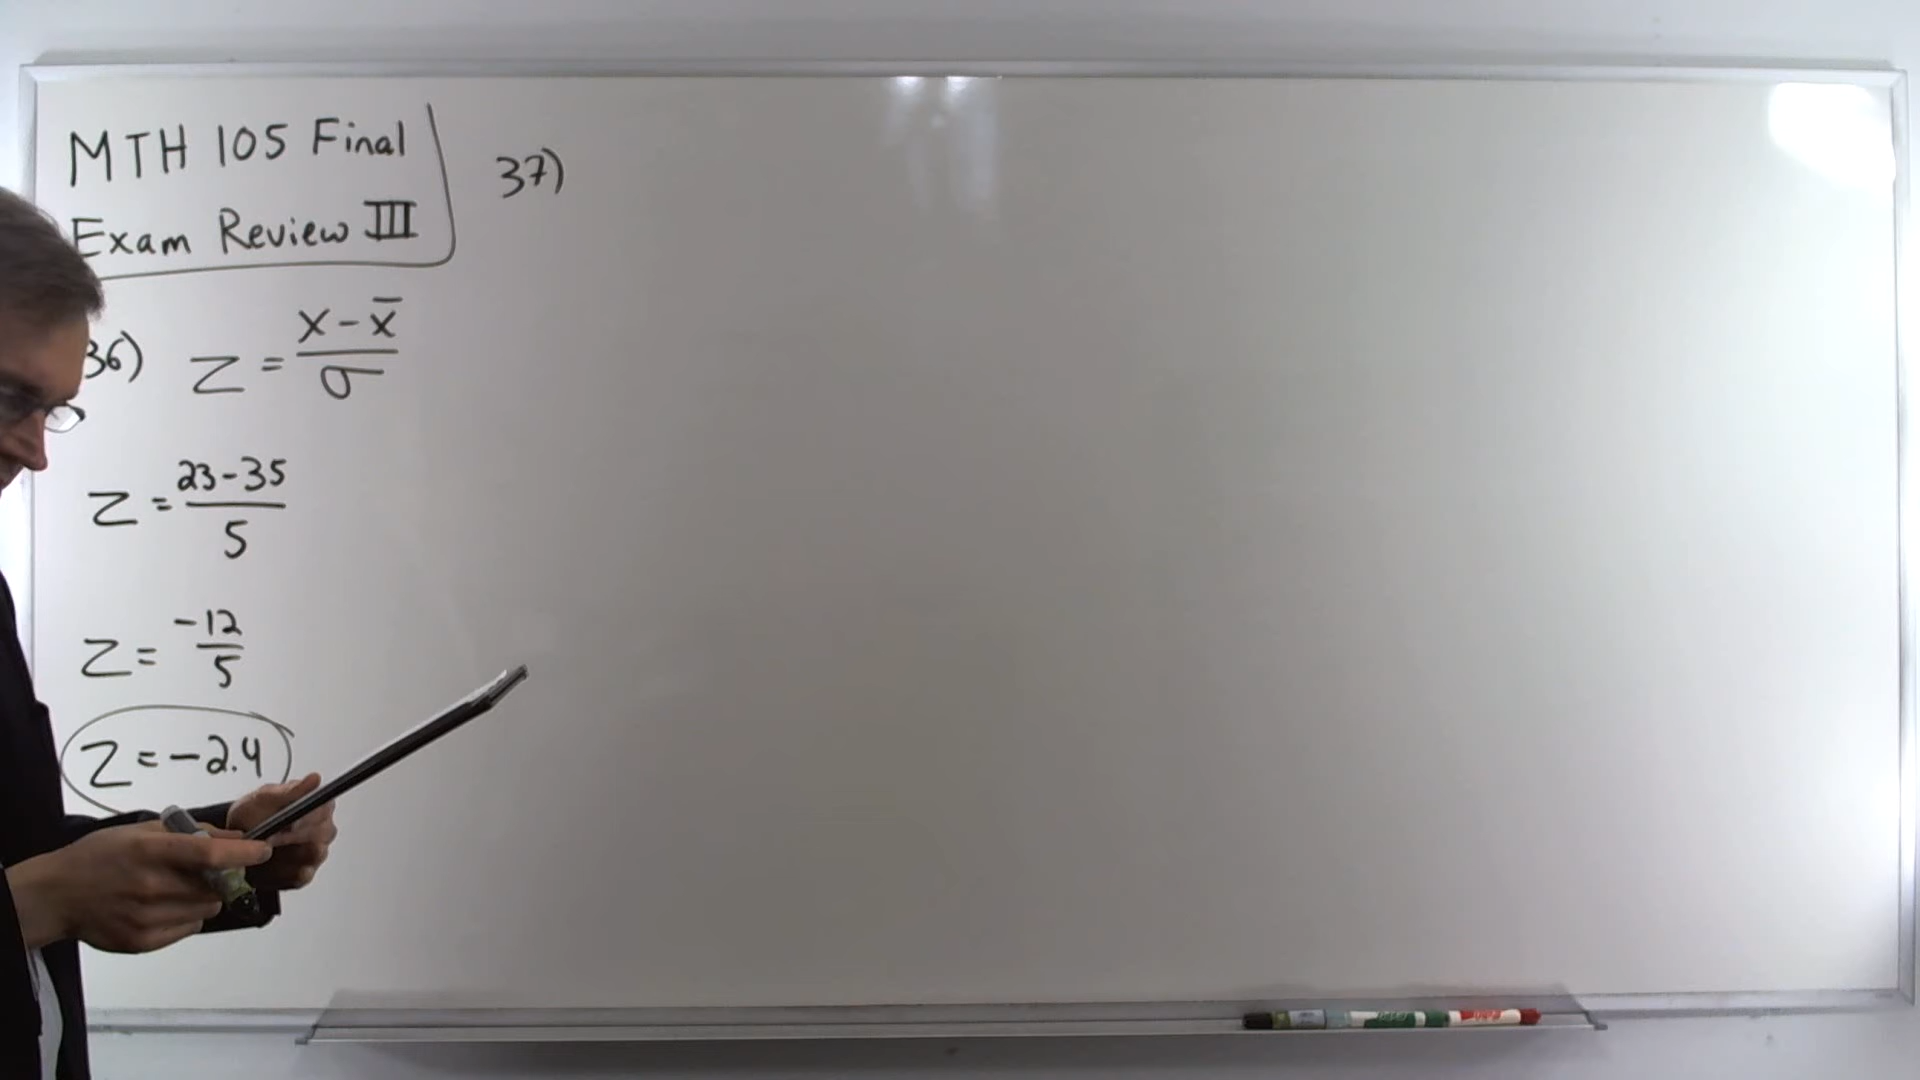 MTH 105 Final
Exam Review III
36) z = (x - x̄)/σ
z = (23-35)/5
z = -12/5
z = -2.4
37)